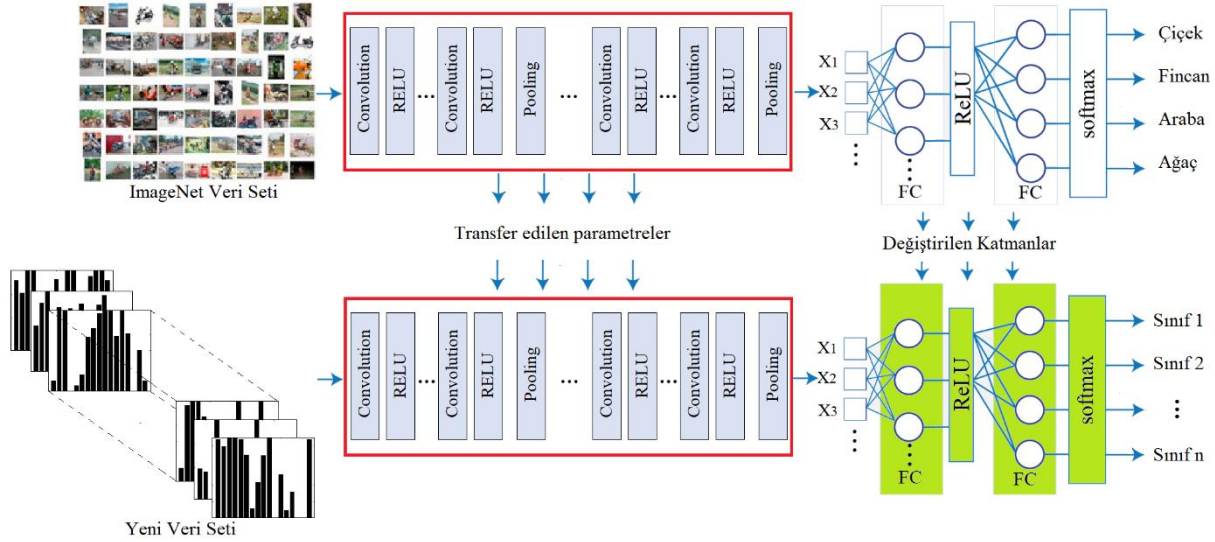 ImageNet Veri Seti
Convolution
RELU
...
Convolution
RELU
Pooling
...
Convolution
RELU
...
Convolution
RELU
Pooling
X1
X2
X3
...
FC
ReLU
FC
softmax
Çiçek
Fincan
Araba
Ağaç
Transfer edilen parametreler
Değiştirilen Katmanlar
Yeni Veri Seti
Convolution
RELU
...
Convolution
RELU
Pooling
...
Convolution
RELU
...
Convolution
RELU
Pooling
X1
X2
X3
...
FC
ReLU
FC
softmax
Sınıf 1
Sınıf 2
...
Sınıf n